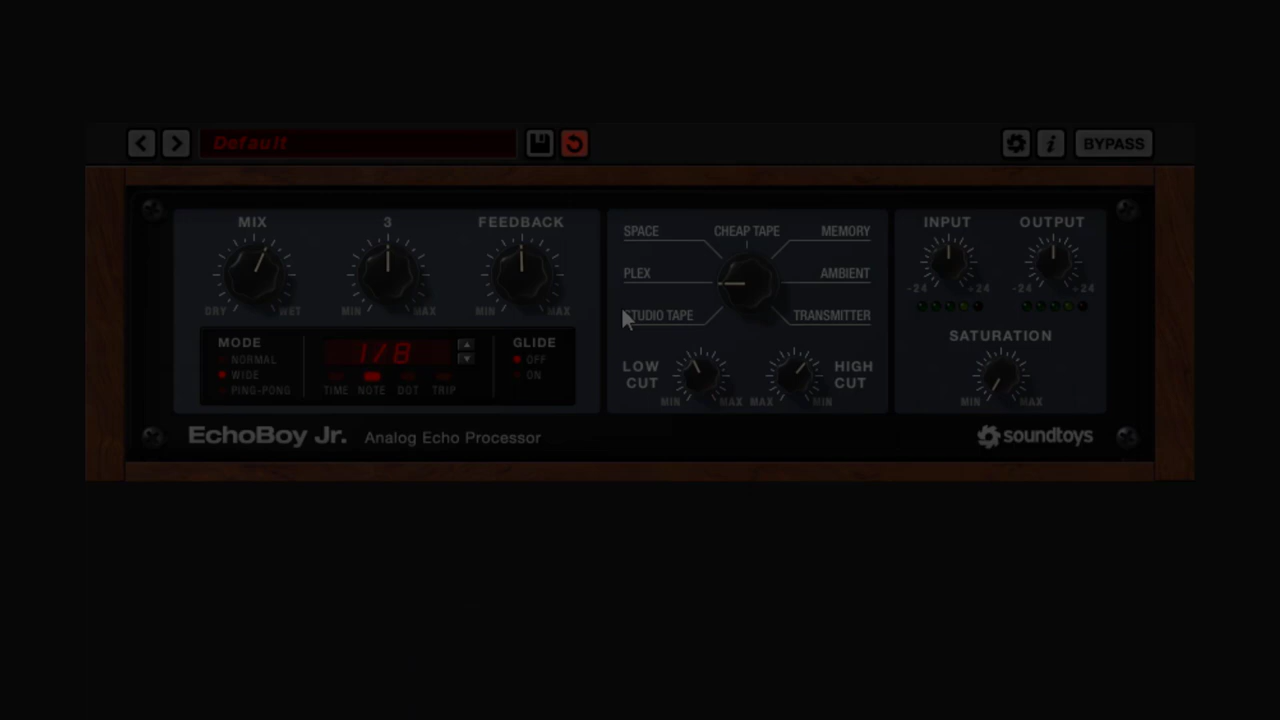 Default
BYPASS
MIX
3
FEEDBACK
DRY
WET
MIN
MAX
MIN
MAX
MODE
NORMAL
WIDE
PING-PONG
1/8
TIME NOTE DOT TRIP
GLIDE
OFF
ON
SPACE
CHEAP TAPE
MEMORY
PLEX
AMBIENT
STUDIO TAPE
TRANSMITTER
LOW
CUT
MIN
MAX
MAX
MIN
HIGH
CUT
INPUT
OUTPUT
-24
+24
-24
+24
SATURATION
MIN
MAX
EchoBoy Jr. Analog Echo Processor
soundtoys